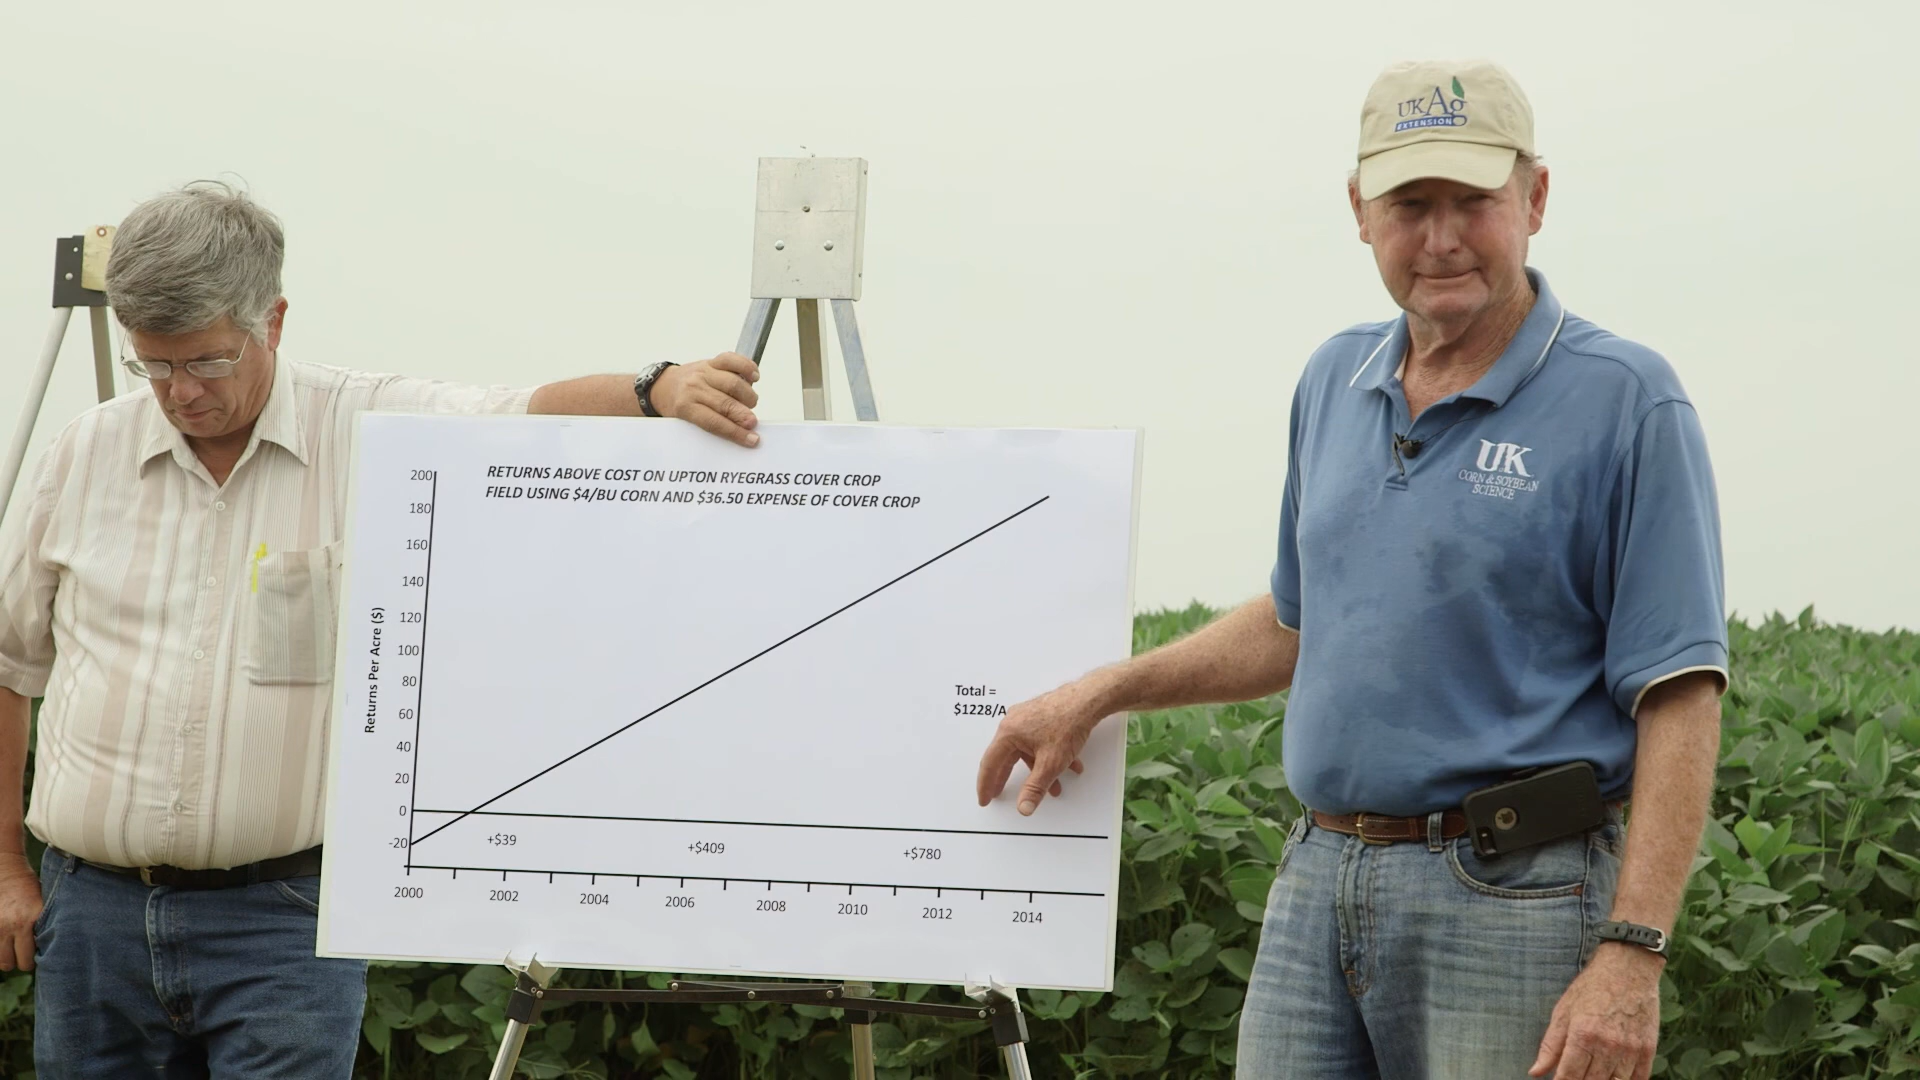 UKAg
EXTENSION
UK
CORN & SOYBEAN
SCIENCE
RETURNS ABOVE COST ON UPTON RYEGRASS COVER CROP
FIELD USING $4/BU CORN AND $36.50 EXPENSE OF COVER CROP
Returns Per Acre ($)
200
180
160
140
120
100
80
60
40
20
0
-20
Total =
$1228/A
+$39
+$409
+$780
2000
2002
2004
2006
2008
2010
2012
2014